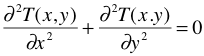 ∂²T(x,y)/∂x² + ∂²T(x.y)/∂y² = 0